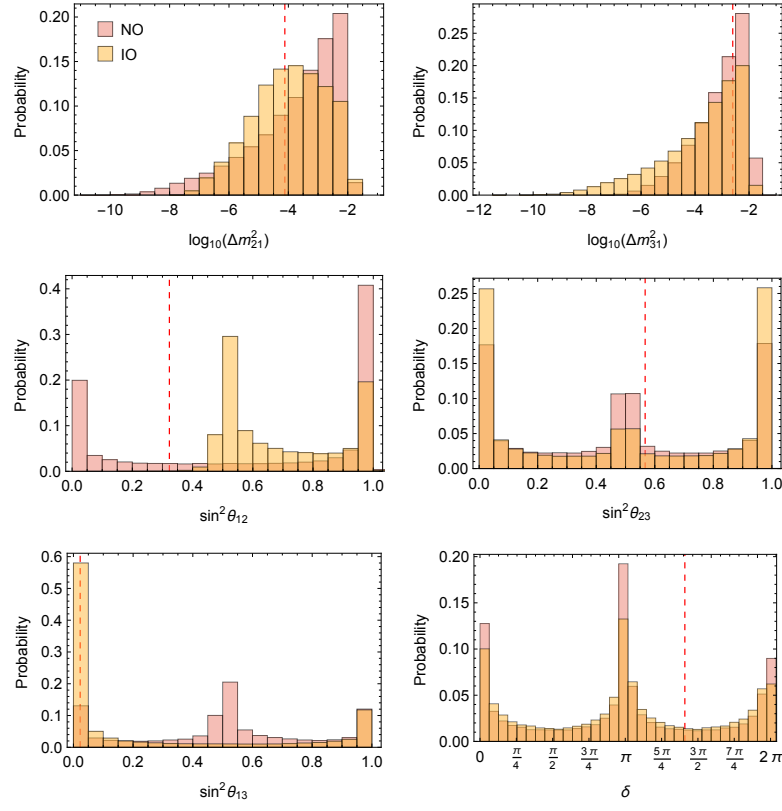 NO
IO
Probability
0.20
0.15
0.10
0.05
0.00
−10 −8 −6 −4 −2
log₁₀(Δm²₂₁)
Probability
0.25
0.20
0.15
0.10
0.05
0.00
−12 −10 −8 −6 −4 −2
log₁₀(Δm²₃₁)
Probability
0.4
0.3
0.2
0.1
0.0
0.0 0.2 0.4 0.6 0.8 1.0
sin²θ₁₂
Probability
0.25
0.20
0.15
0.10
0.05
0.00
0.0 0.2 0.4 0.6 0.8 1.0
sin²θ₂₃
Probability
0.6
0.5
0.4
0.3
0.2
0.1
0.0
0.0 0.2 0.4 0.6 0.8 1.0
sin²θ₁₃
Probability
0.20
0.15
0.10
0.05
0.00
0 π/4 π/2 3π/4 π 5π/4 3π/2 7π/4 2π
δ